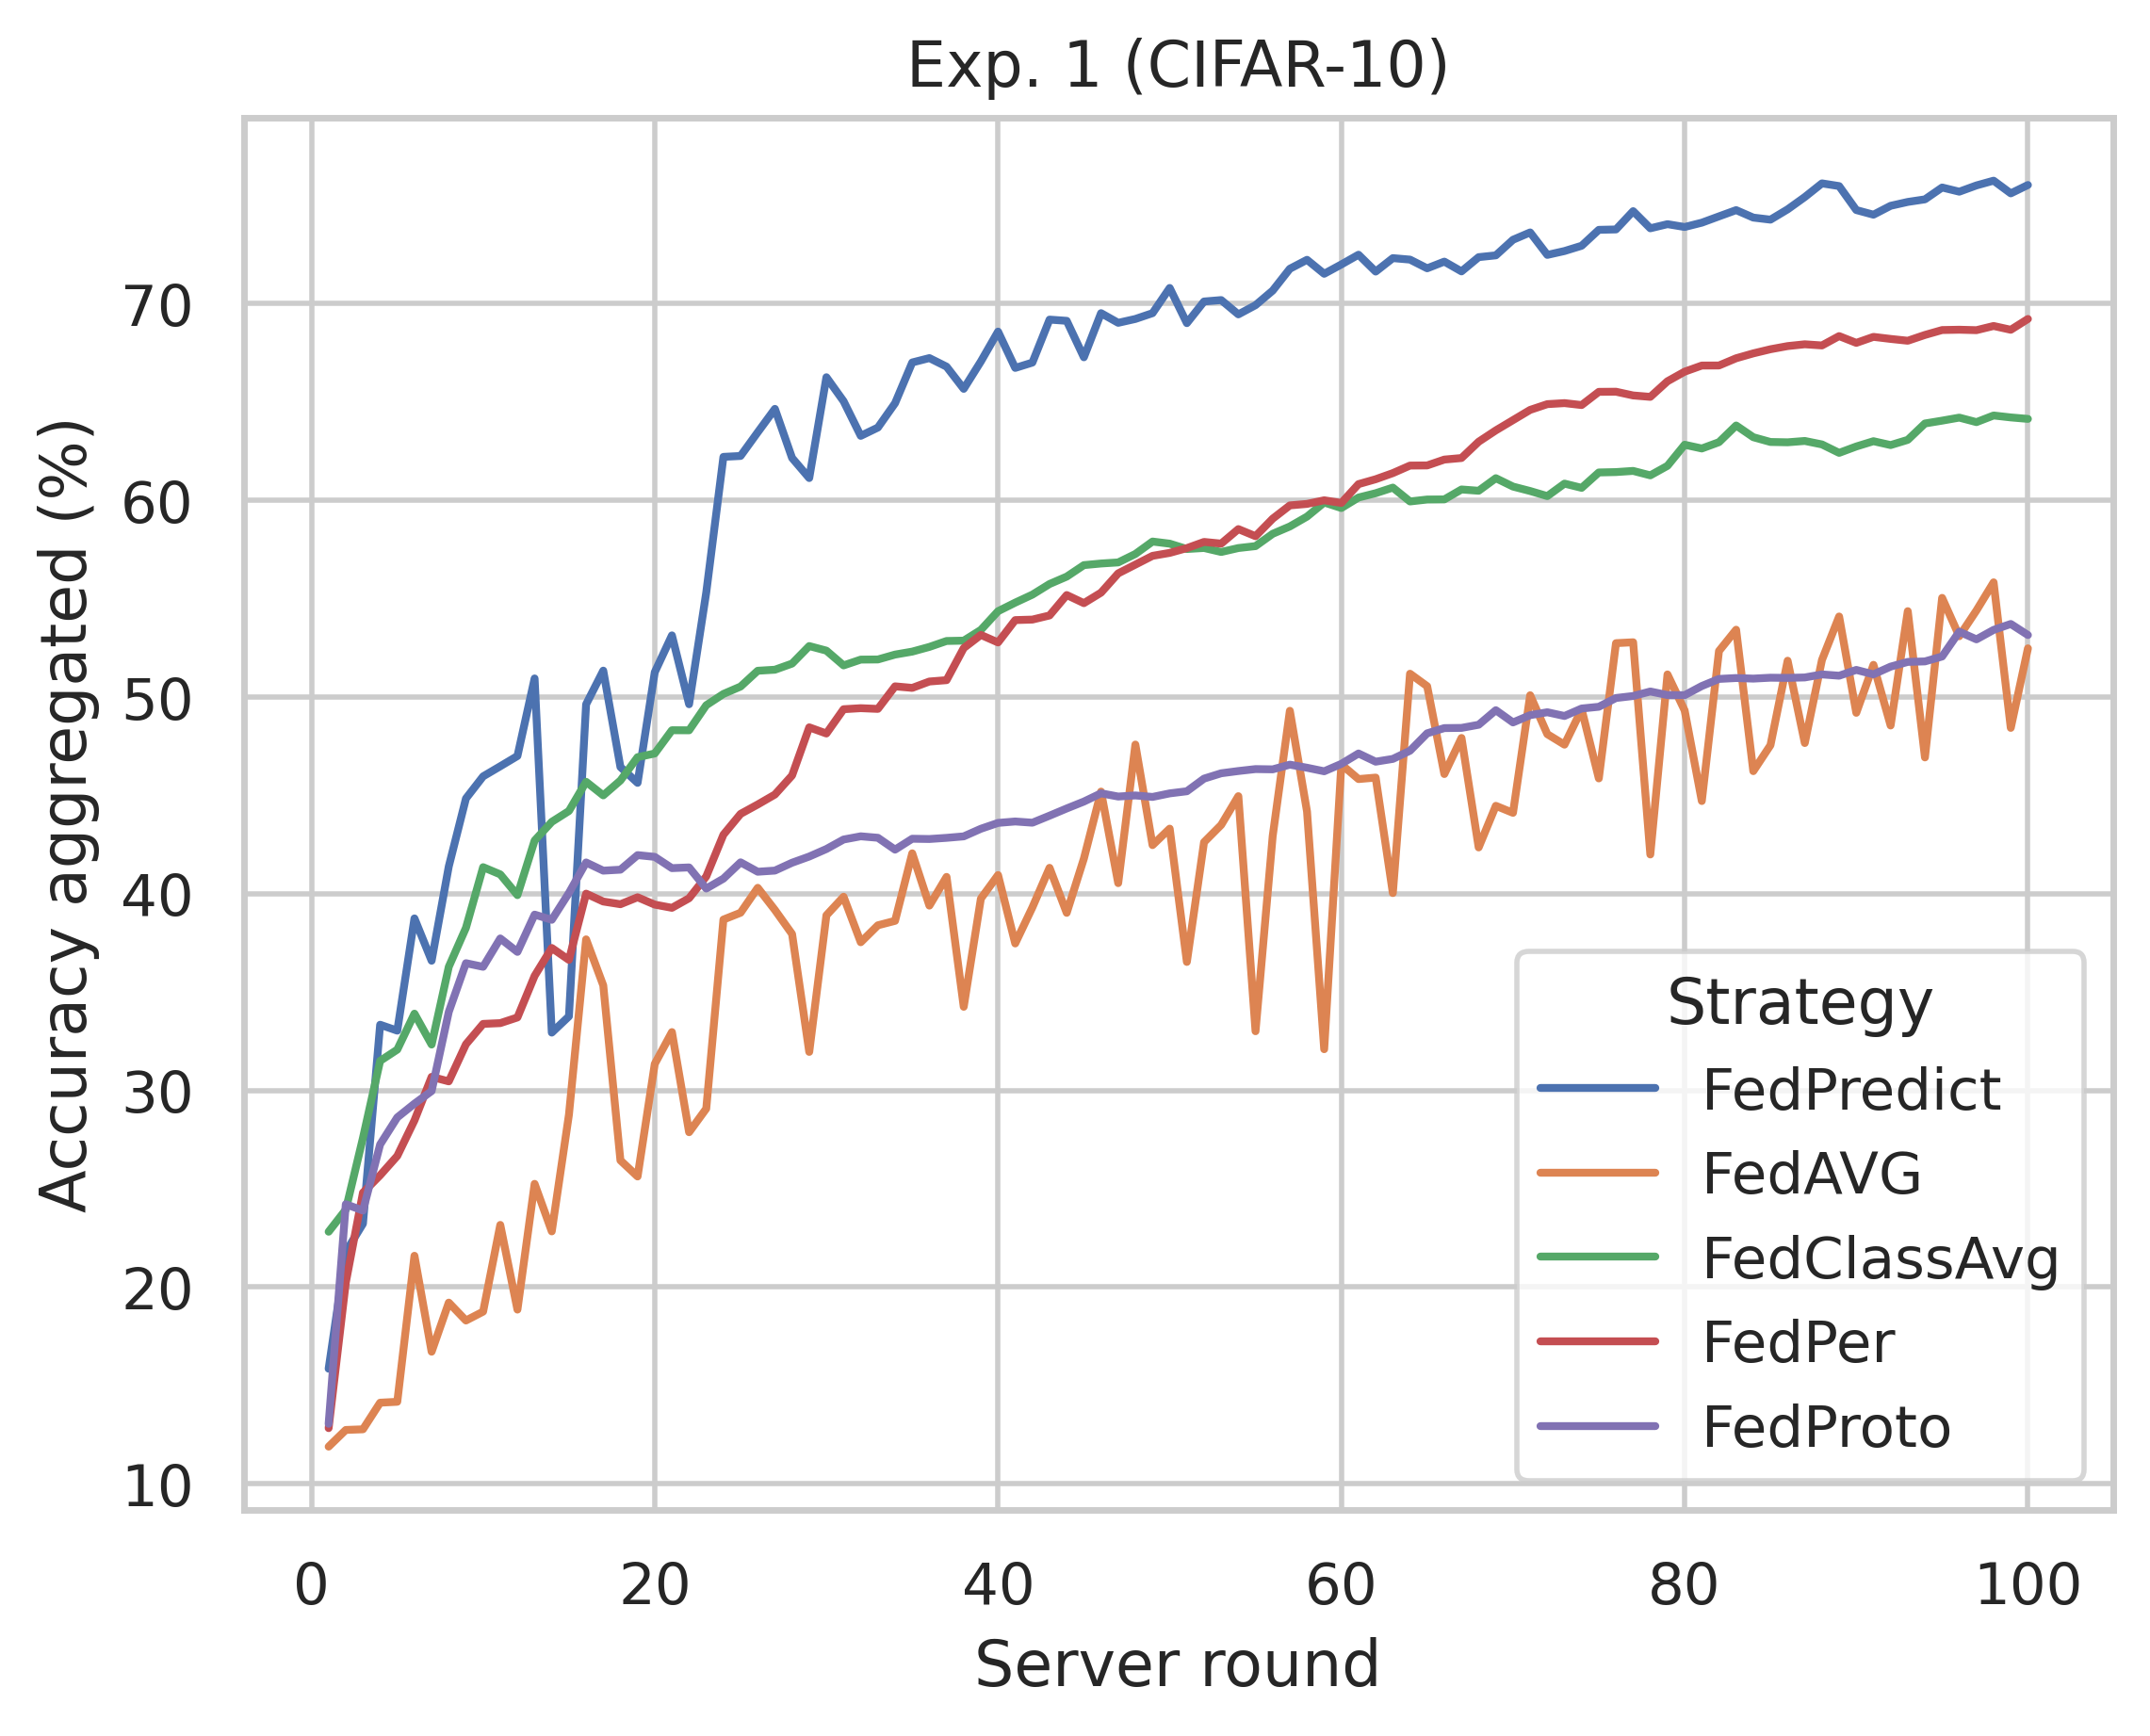 Exp. 1 (CIFAR-10)
Accuracy aggregated (%)
70
60
50
40
30
20
10
Strategy
FedPredict
FedAVG
FedClassAvg
FedPer
FedProto
0 20 40 60 80 100
Server round